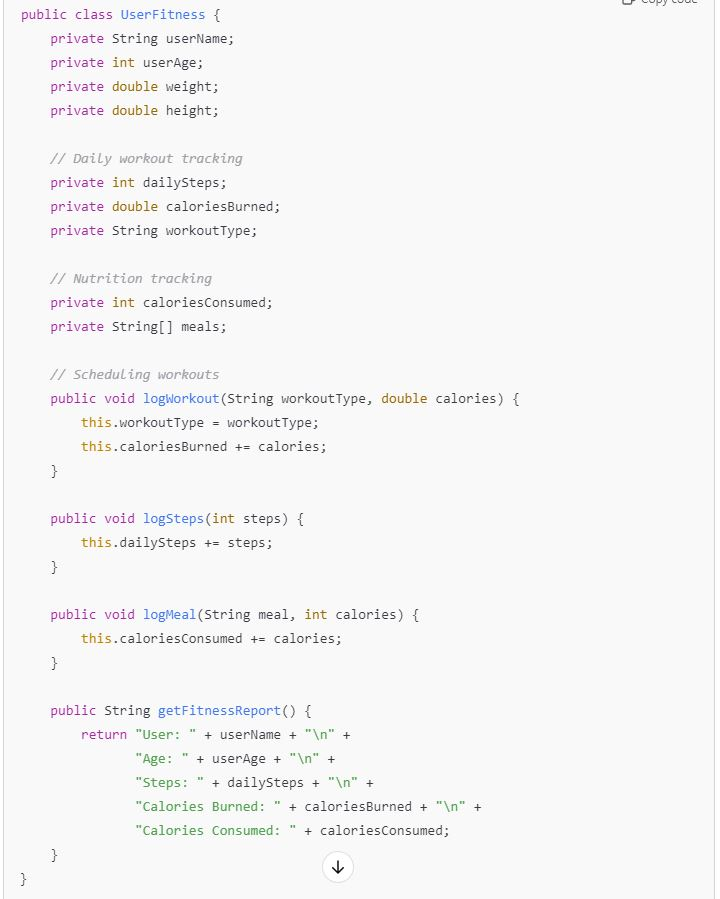 Copy code
public class UserFitness {
    private String userName;
    private int userAge;
    private double weight;
    private double height;

    // Daily workout tracking
    private int dailySteps;
    private double caloriesBurned;
    private String workoutType;

    // Nutrition tracking
    private int caloriesConsumed;
    private String[] meals;

    // Scheduling workouts
    public void logWorkout(String workoutType, double calories) {
        this.workoutType = workoutType;
        this.caloriesBurned += calories;
    }

    public void logSteps(int steps) {
        this.dailySteps += steps;
    }

    public void logMeal(String meal, int calories) {
        this.caloriesConsumed += calories;
    }

    public String getFitnessReport() {
        return "User: " + userName + "\n" +
               "Age: " + userAge + "\n" +
               "Steps: " + dailySteps + "\n" +
               "Calories Burned: " + caloriesBurned + "\n" +
               "Calories Consumed: " + caloriesConsumed;
    }
}